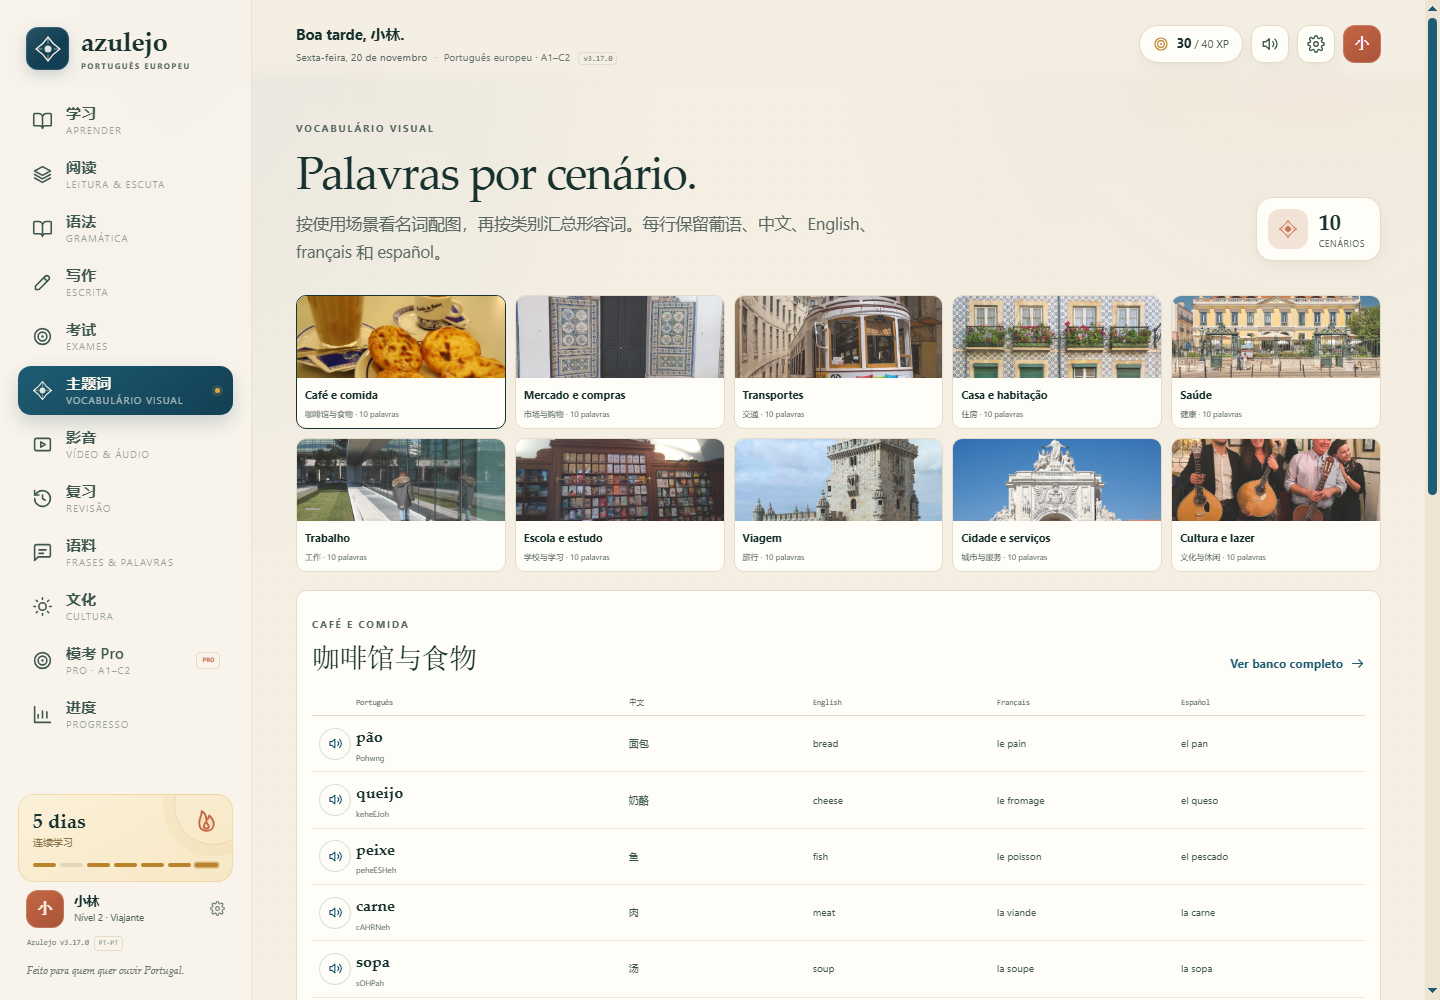 azulejo
PORTUGUÊS EUROPEU
学习
APRENDER
阅读
LEITURA & ESCUTA
语法
GRAMÁTICA
写作
ESCRITA
考试
EXAMES
主题词
VOCABULÁRIO VISUAL
影音
VÍDEO & ÁUDIO
复习
REVISÃO
语料
FRASES & PALAVRAS
文化
CULTURA
模考 Pro
PRO · A1–C2
PRO
进度
PROGRESSO
5 dias
连续学习
小
小林
Nível 2 · Viajante
Azulejo v3.17.0 PT-PT
Feito para quem quer ouvir Portugal.
Boa tarde, 小林.
Sexta-feira, 20 de novembro · Português europeu · A1–C2 v3.17.0
30 / 40 XP
小
VOCABULÁRIO VISUAL
Palavras por cenário.
按使用场景看名词配图，再按类别汇总形容词。每行保留葡语、中文、English、
français 和 español。
10
CENÁRIOS
Café e comida
咖啡馆与食物 · 10 palavras
Mercado e compras
市场与购物 · 10 palavras
Transportes
交通 · 10 palavras
Casa e habitação
住房 · 10 palavras
Saúde
健康 · 10 palavras
Trabalho
工作 · 10 palavras
Escola e estudo
学校与学习 · 10 palavras
Viagem
旅行 · 10 palavras
Cidade e serviços
城市与服务 · 10 palavras
Cultura e lazer
文化与休闲 · 10 palavras
CAFÉ E COMIDA
咖啡馆与食物
Ver banco completo
Português 中文 English Français Español
pão 面包 bread le pain el pan
Pohwng
queijo 奶酪 cheese le fromage el queso
keheEJoh
peixe 鱼 fish le poisson el pescado
peheESHeh
carne 肉 meat la viande la carne
cAHRNeh
sopa 汤 soup la soupe la sopa
sOHPah